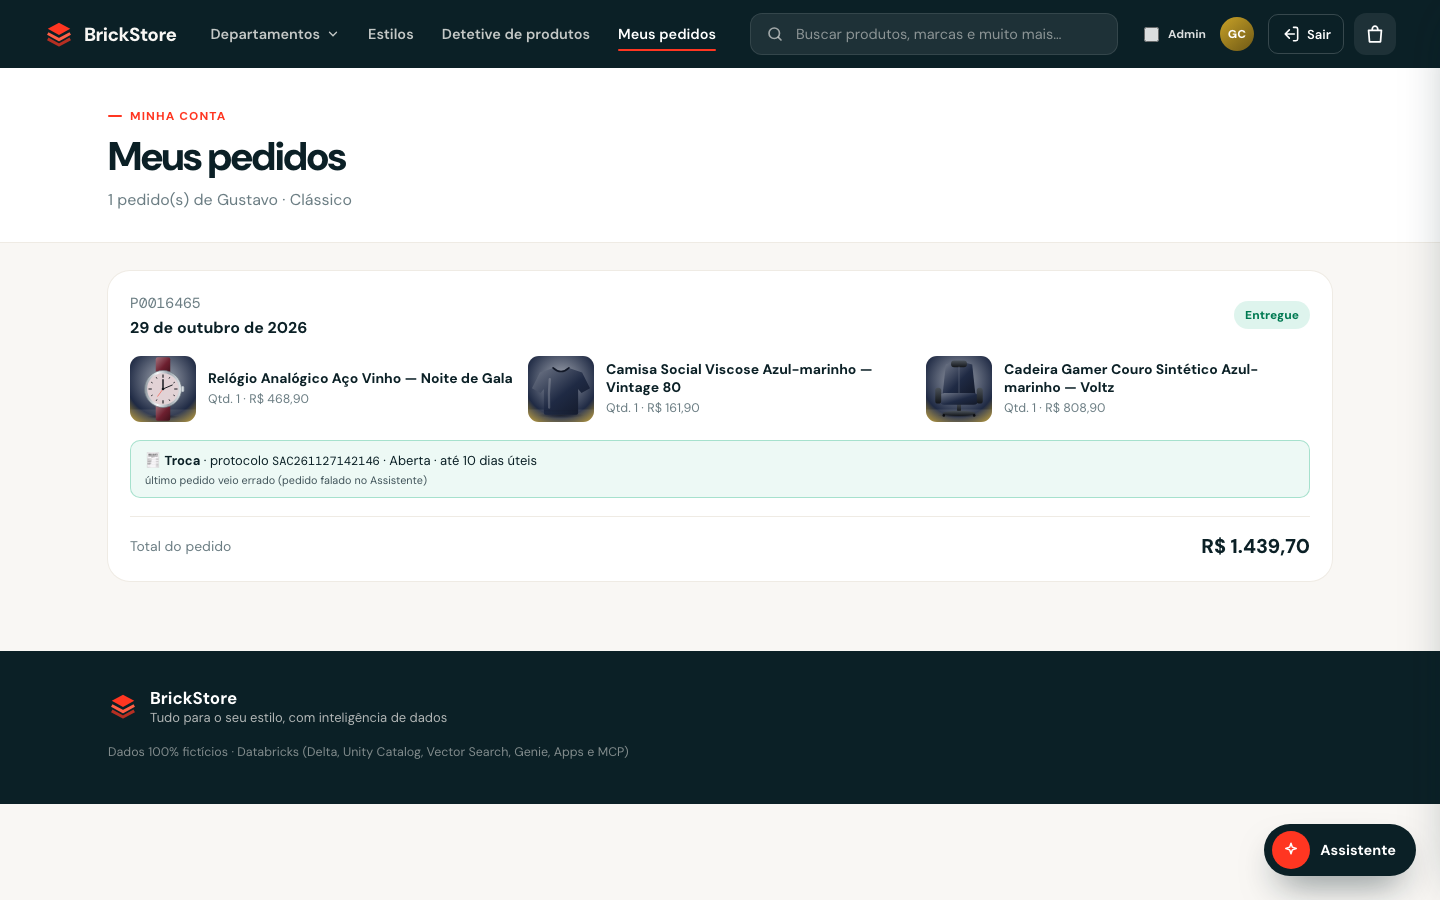 BrickStore
Departamentos
Estilos
Detetive de produtos
Meus pedidos
Buscar produtos, marcas e muito mais...
Admin
GC
Sair
MINHA CONTA
Meus pedidos
1 pedido(s) de Gustavo · Clássico
P0016465
29 de outubro de 2026
Entregue
Relógio Analógico Aço Vinho — Noite de Gala
Qtd. 1 · R$ 468,90
Camisa Social Viscose Azul-marinho —
Vintage 80
Qtd. 1 · R$ 161,90
Cadeira Gamer Couro Sintético Azul-
marinho — Voltz
Qtd. 1 · R$ 808,90
Troca · protocolo SAC261127142146 · Aberta · até 10 dias úteis
último pedido veio errado (pedido falado no Assistente)
Total do pedido
R$ 1.439,70
BrickStore
Tudo para o seu estilo, com inteligência de dados
Dados 100% fictícios · Databricks (Delta, Unity Catalog, Vector Search, Genie, Apps e MCP)
Assistente